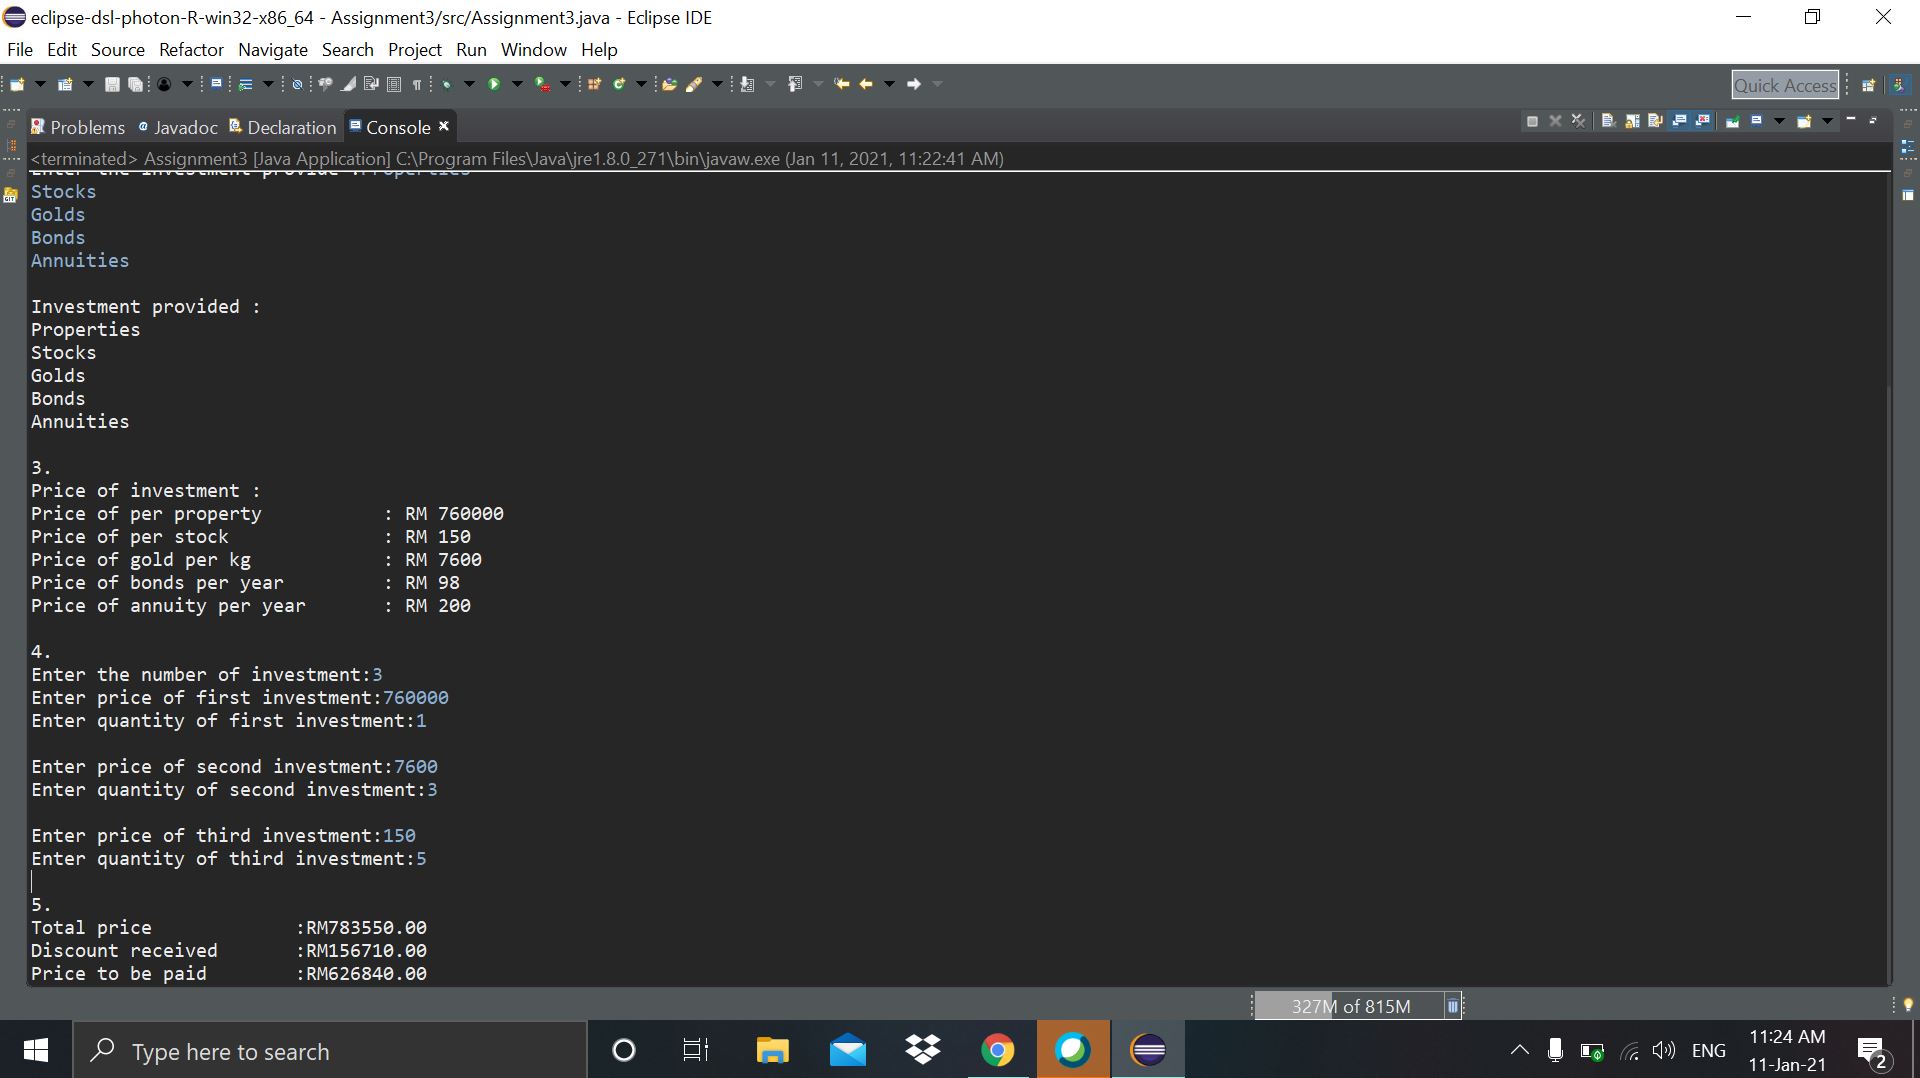 eclipse-dsl-photon-R-win32-x86_64 - Assignment3/src/Assignment3.java - Eclipse IDE
File Edit Source Refactor Navigate Search Project Run Window Help
Quick Access
Problems Javadoc Declaration Console
<terminated> Assignment3 [Java Application] C:\Program Files\Java\jre1.8.0_271\bin\javaw.exe (Jan 11, 2021, 11:22:41 AM)
Enter the investment provide :Properties
Stocks
Golds
Bonds
Annuities
Investment provided :
Properties
Stocks
Golds
Bonds
Annuities
3.
Price of investment :
Price of per property : RM 760000
Price of per stock : RM 150
Price of gold per kg : RM 7600
Price of bonds per year : RM 98
Price of annuity per year : RM 200
4.
Enter the number of investment:3
Enter price of first investment:760000
Enter quantity of first investment:1
Enter price of second investment:7600
Enter quantity of second investment:3
Enter price of third investment:150
Enter quantity of third investment:5
5.
Total price :RM783550.00
Discount received :RM156710.00
Price to be paid :RM626840.00
327M of 815M
Type here to search
ENG
11:24 AM
11-Jan-21
2